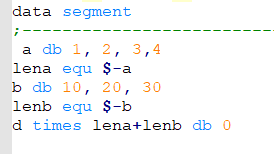 data segment
;--------------------------
a db 1, 2, 3,4
lena equ $-a
b db 10, 20, 30
lenb equ $-b
d times lena+lenb db 0